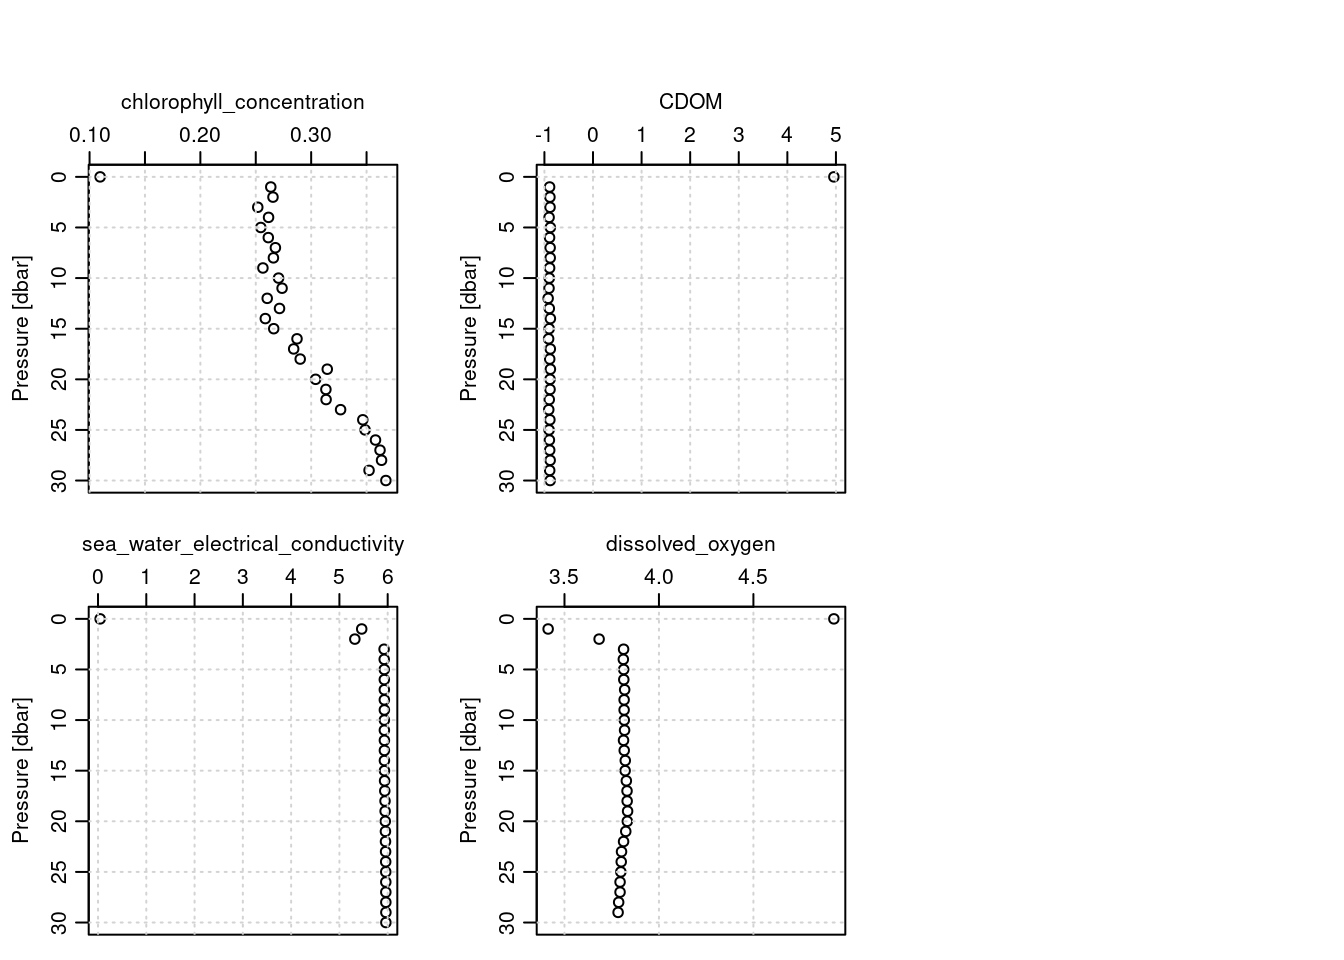 chlorophyll_concentration
0.10 0.20 0.30
0
5
10
15
20
25
30
Pressure [dbar]
CDOM
-1 0 1 2 3 4 5
0
5
10
15
20
25
30
Pressure [dbar]
sea_water_electrical_conductivity
0 1 2 3 4 5 6
0
5
10
15
20
25
30
Pressure [dbar]
dissolved_oxygen
3.5 4.0 4.5
0
5
10
15
20
25
30
Pressure [dbar]